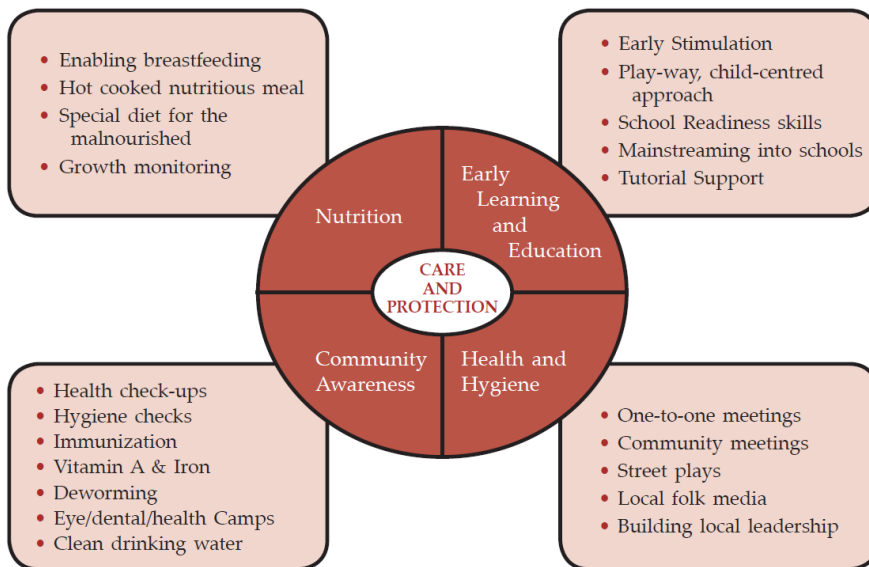 • Enabling breastfeeding
• Hot cooked nutritious meal
• Special diet for the
malnourished
• Growth monitoring
• Early Stimulation
• Play-way, child-centred
approach
• School Readiness skills
• Mainstreaming into schools
• Tutorial Support
Nutrition
Early
Learning
and
Education
CARE
AND
PROTECTION
Community
Awareness
Health and
Hygiene
• Health check-ups
• Hygiene checks
• Immunization
• Vitamin A & Iron
• Deworming
• Eye/dental/health Camps
• Clean drinking water
• One-to-one meetings
• Community meetings
• Street plays
• Local folk media
• Building local leadership